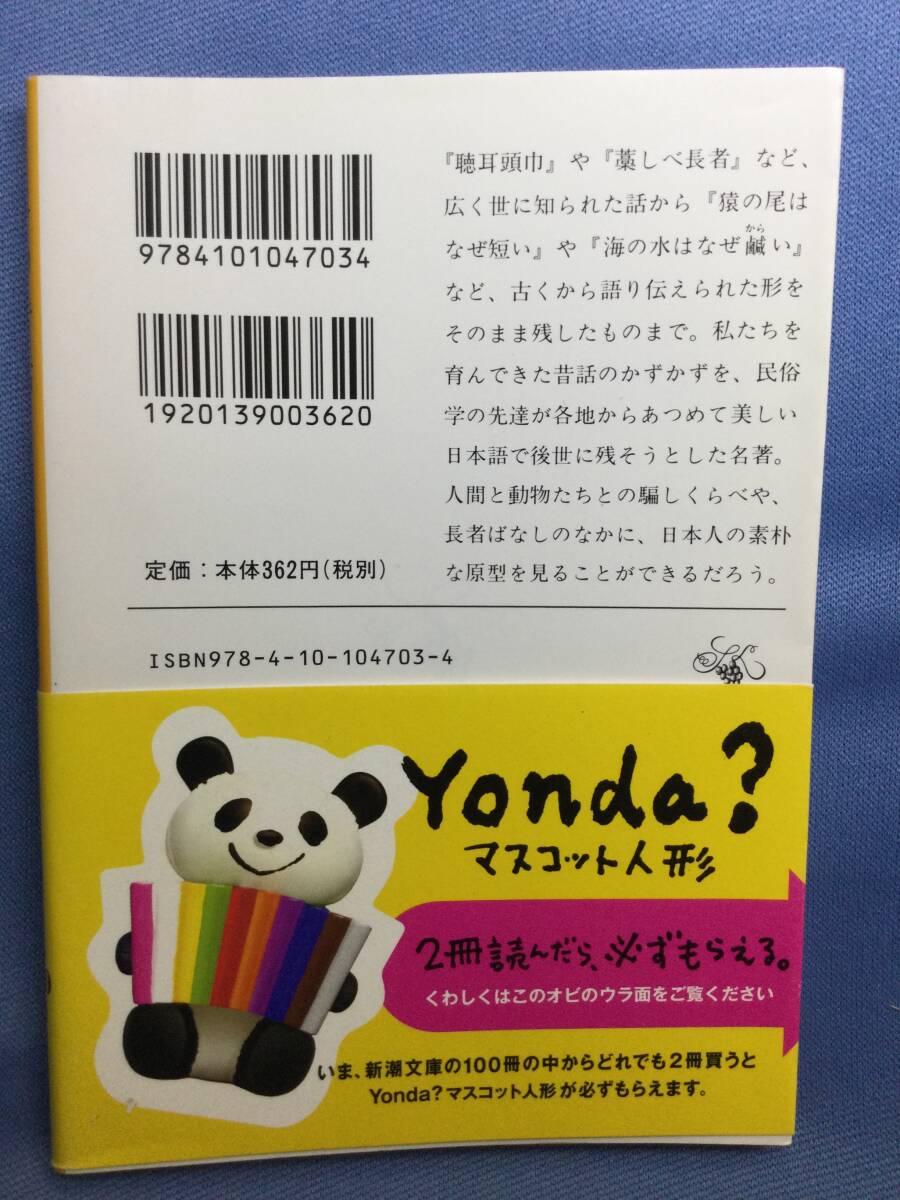 9784101047034
1920139003620
『聴耳頭巾』や『藁しべ長者』など、
広く世に知られた話から『猿の尾は
なぜ短い』や『海の水はなぜ鹹い』
から
など、古くから語り伝えられた形を
そのまま残したものまで。私たちを
育んできた昔話のかずかずを、民俗
学の先達が各地からあつめて美しい
日本語で後世に残そうとした名著。
人間と動物たちとの騙しくらべや、
長者ばなしのなかに、日本人の素朴
な原型を見ることができるだろう。
定価：本体362円(税別)
ISBN978-4-10-104703-4
Yonda?
マスコット人形
2冊読んだら、必ずもらえる。
くわしくはこのオビのウラ面をご覧ください
いま、新潮文庫の100冊の中からどれでも2冊買うと
Yonda?マスコット人形が必ずもらえます。